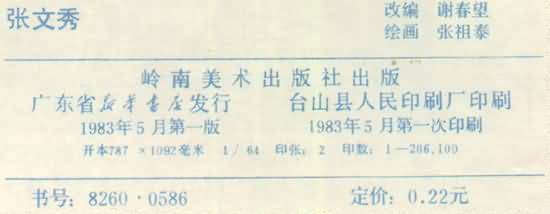 张文秀
改编 谢春望
绘画 张祖泰
岭南美术出版社出版
广东省新华书店发行 台山县人民印刷厂印刷
1983年5月第一版 1983年5月第一次印刷
开本787×1092毫米 1/64 印张:2 印数:1—206,100
书号:8260·0586 定价:0.22元